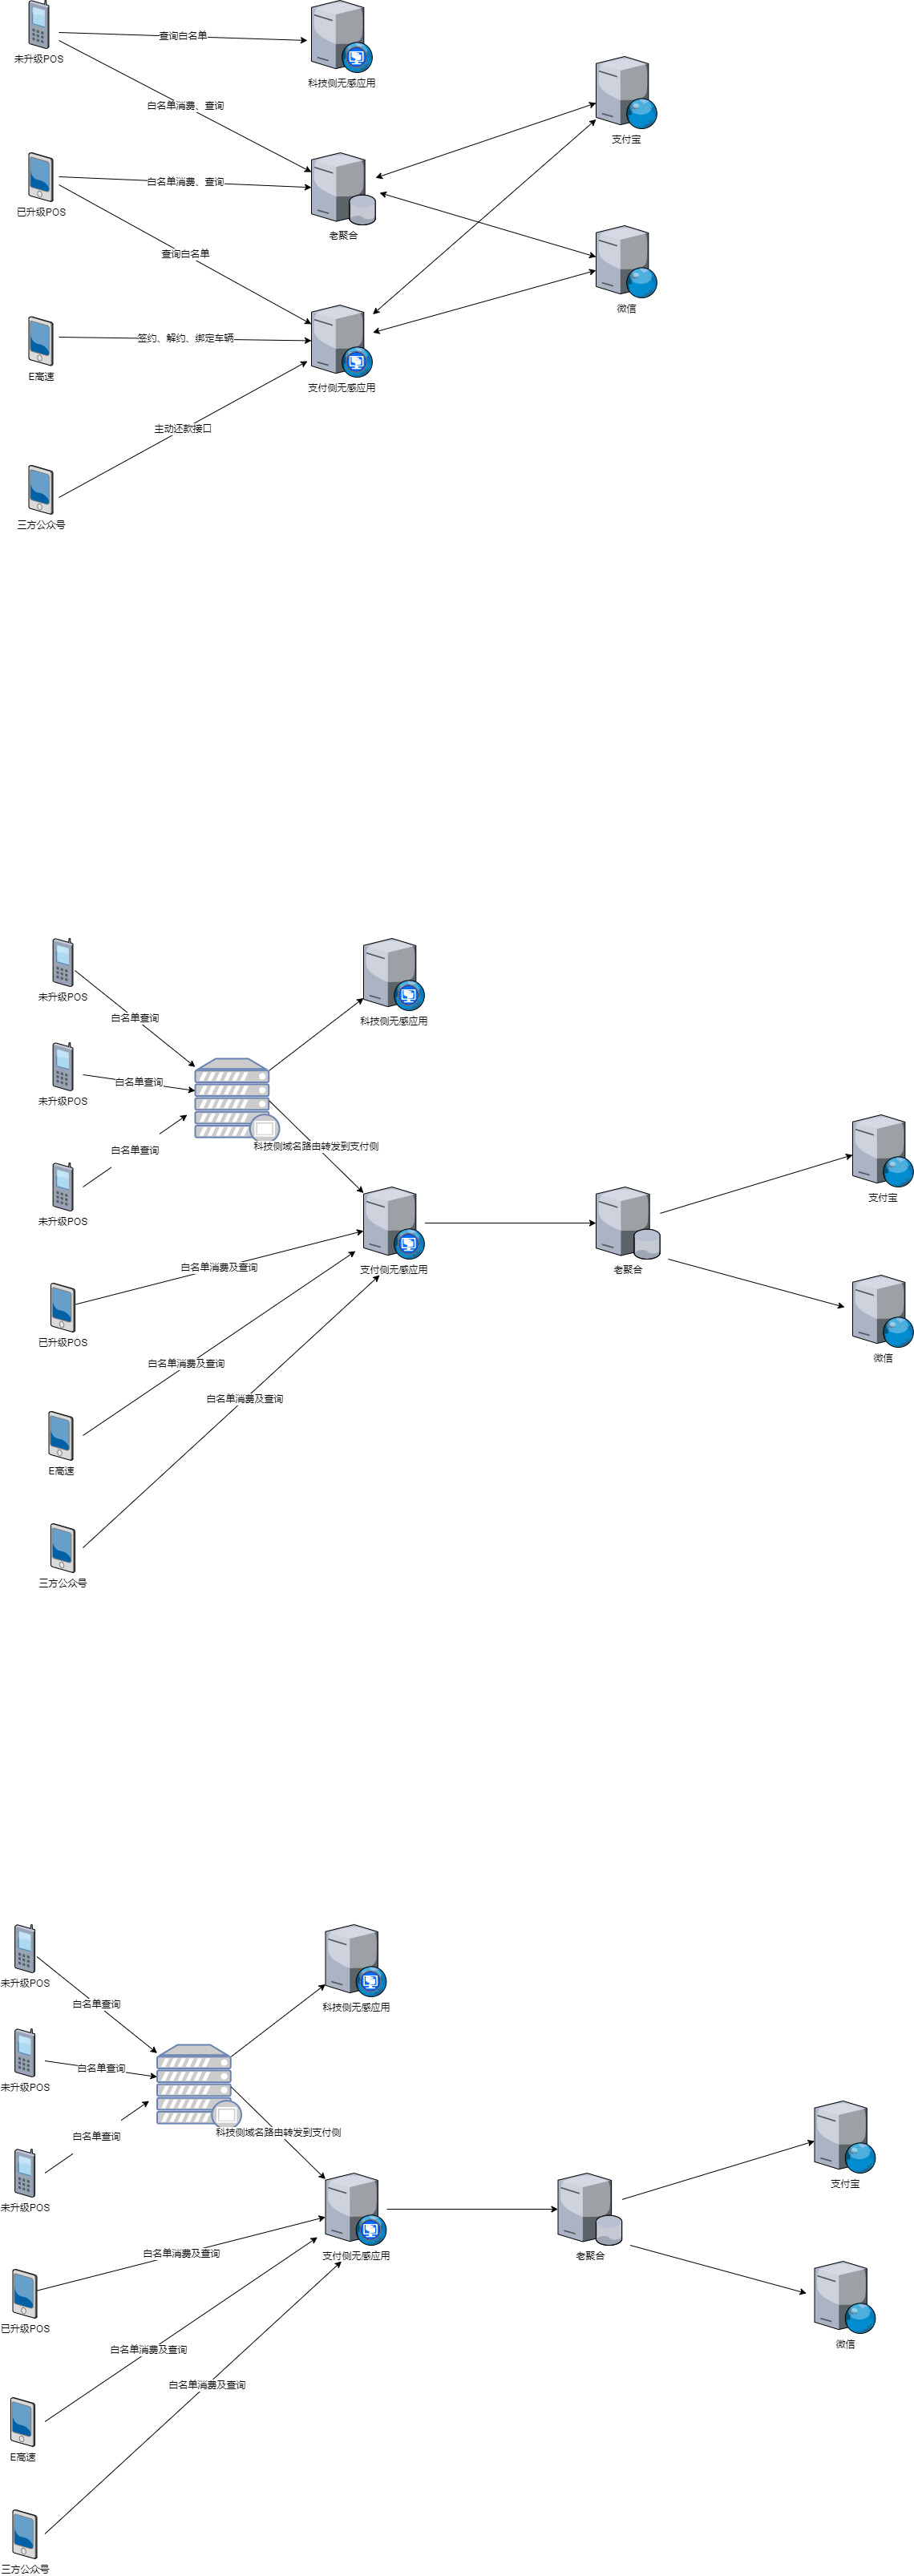 查询白名单
未升级POS
科技侧无感应用
白名单消费、查询
支付宝
白名单消费、查询
已升级POS
老聚合
查询白名单
微信
签约、解约、绑定车辆
E高速
支付侧无感应用
主动还款接口
三方公众号
未升级POS
白名单查询
科技侧无感应用
未升级POS
白名单查询
白名单查询
科技侧域名路由转发到支付侧
支付宝
未升级POS
白名单消费及查询
支付侧无感应用
老聚合
已升级POS
白名单消费及查询
微信
白名单消费及查询
E高速
三方公众号
未升级POS
白名单查询
科技侧无感应用
白名单查询
未升级POS
白名单查询
科技侧域名路由转发到支付侧
支付宝
未升级POS
白名单消费及查询
支付侧无感应用
老聚合
已升级POS
白名单消费及查询
微信
白名单消费及查询
E高速
三方公众号